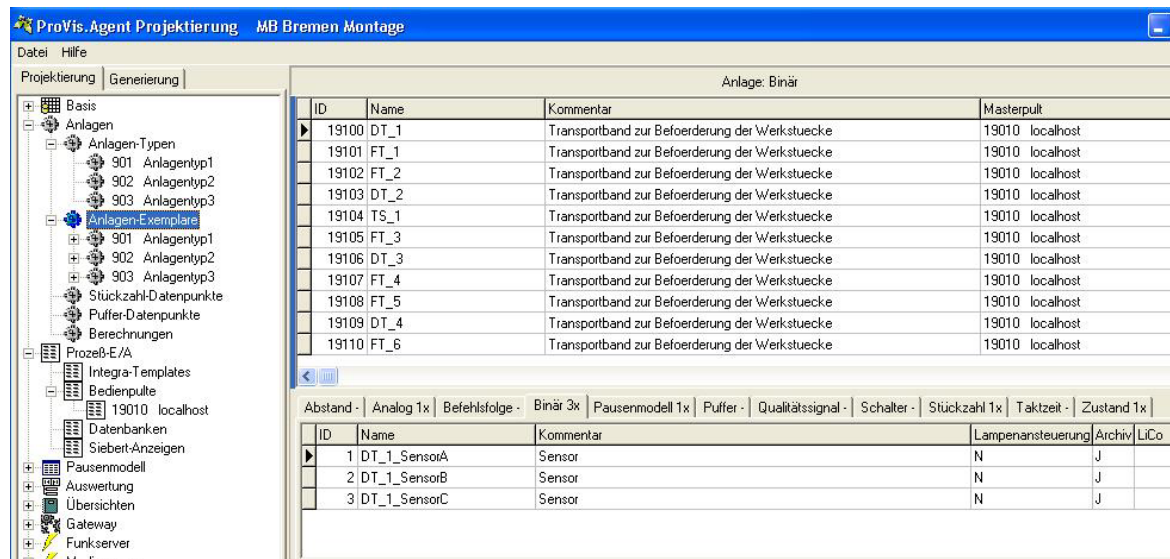 ProVis.Agent Projektierung MB Bremen Montage
Datei Hilfe
Projektierung Generierung
Basis
Anlagen
Anlagen-Typen
901 Anlagentyp1
902 Anlagentyp2
903 Anlagentyp3
Anlagen-Exemplare
901 Anlagentyp1
902 Anlagentyp2
903 Anlagentyp3
Stückzahl-Datenpunkte
Puffer-Datenpunkte
Berechnungen
Prozeß-E/A
Integra-Templates
Bedienpulte
19010 localhost
Datenbanken
Siebert-Anzeigen
Pausenmodell
Auswertung
Übersichten
Gateway
Funkserver
Anlage: Binär
ID Name Kommentar Masterpult
19100 DT_1 Transportband zur Befoerderung der Werkstuecke 19010 localhost
19101 FT_1 Transportband zur Befoerderung der Werkstuecke 19010 localhost
19102 FT_2 Transportband zur Befoerderung der Werkstuecke 19010 localhost
19103 DT_2 Transportband zur Befoerderung der Werkstuecke 19010 localhost
19104 TS_1 Transportband zur Befoerderung der Werkstuecke 19010 localhost
19105 FT_3 Transportband zur Befoerderung der Werkstuecke 19010 localhost
19106 DT_3 Transportband zur Befoerderung der Werkstuecke 19010 localhost
19107 FT_4 Transportband zur Befoerderung der Werkstuecke 19010 localhost
19108 FT_5 Transportband zur Befoerderung der Werkstuecke 19010 localhost
19109 DT_4 Transportband zur Befoerderung der Werkstuecke 19010 localhost
19110 FT_6 Transportband zur Befoerderung der Werkstuecke 19010 localhost
Abstand - Analog 1x Befehlsfolge - Binär 3x Pausenmodell 1x Puffer - Qualitätssignal - Schalter - Stückzahl 1x Taktzeit - Zustand 1x
ID Name Kommentar Lampenansteuerung Archiv LiCo
1 DT_1_SensorA Sensor N J
2 DT_1_SensorB Sensor N J
3 DT_1_SensorC Sensor N J